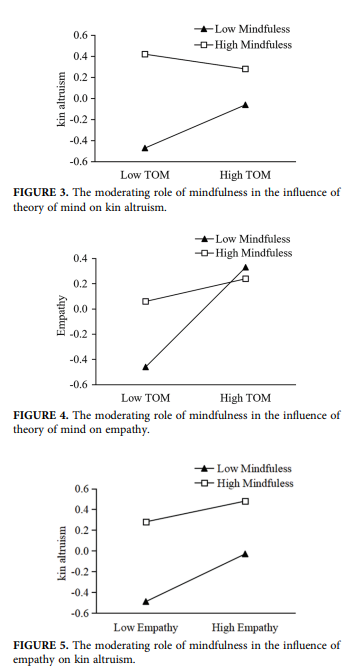 Low Mindfuless
High Mindfuless
0.6
0.4
0.2
0.0
-0.2
-0.4
-0.6
kin altruism
Low TOM High TOM
FIGURE 3. The moderating role of mindfulness in the influence of
theory of mind on kin altruism.
Low Mindfuless
High Mindfuless
0.4
0.2
0.0
-0.2
-0.4
-0.6
Empathy
Low TOM High TOM
FIGURE 4. The moderating role of mindfulness in the influence of
theory of mind on empathy.
Low Mindfuless
High Mindfuless
0.6
0.4
0.2
0.0
-0.2
-0.4
-0.6
kin altruism
Low Empathy High Empathy
FIGURE 5. The moderating role of mindfulness in the influence of
empathy on kin altruism.